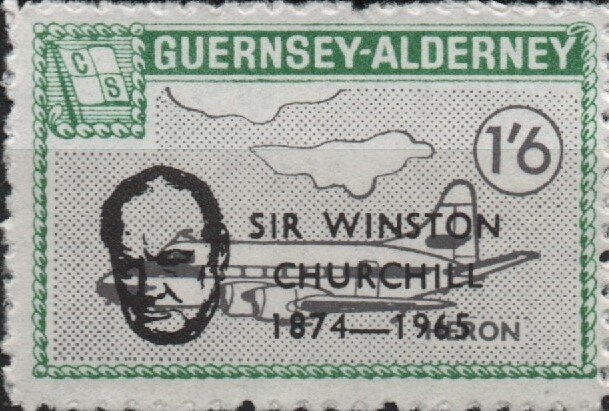 C S
GUERNSEY-ALDERNEY
1'6
SIR WINSTON
CHURCHILL
1874—1965
HERON